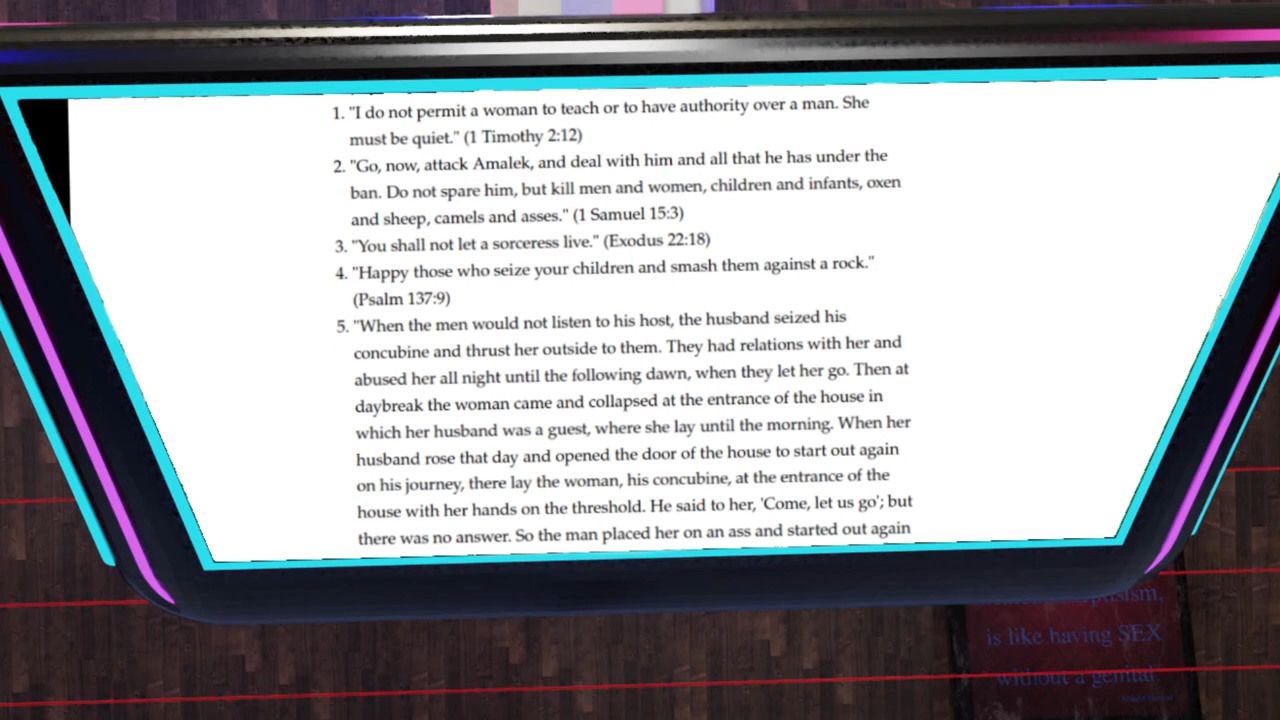 1. "I do not permit a woman to teach or to have authority over a man. She
must be quiet." (1 Timothy 2:12)
2. "Go, now, attack Amalek, and deal with him and all that he has under the
ban. Do not spare him, but kill men and women, children and infants, oxen
and sheep, camels and asses." (1 Samuel 15:3)
3. "You shall not let a sorceress live." (Exodus 22:18)
4. "Happy those who seize your children and smash them against a rock."
(Psalm 137:9)
5. "When the men would not listen to his host, the husband seized his
concubine and thrust her outside to them. They had relations with her and
abused her all night until the following dawn, when they let her go. Then at
daybreak the woman came and collapsed at the entrance of the house in
which her husband was a guest, where she lay until the morning. When her
husband rose that day and opened the door of the house to start out again
on his journey, there lay the woman, his concubine, at the entrance of the
house with her hands on the threshold. He said to her, 'Come, let us go'; but
there was no answer. So the man placed her on an ass and started out again
is like having SEX
without a genital.